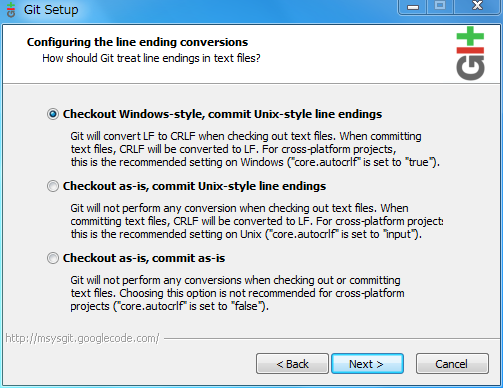 Git Setup
Configuring the line ending conversions
How should Git treat line endings in text files?
Git
Checkout Windows-style, commit Unix-style line endings
Git will convert LF to CRLF when checking out text files. When committing
text files, CRLF will be converted to LF. For cross-platform projects,
this is the recommended setting on Windows ("core.autocrlf" is set to "true").
Checkout as-is, commit Unix-style line endings
Git will not perform any conversion when checking out text files. When
committing text files, CRLF will be converted to LF. For cross-platform projects
this is the recommended setting on Unix ("core.autocrlf" is set to "input").
Checkout as-is, commit as-is
Git will not perform any conversions when checking out or committing
text files. Choosing this option is not recommended for cross-platform
projects ("core.autocrlf" is set to "false").
http://msysgit.googlecode.com/
< Back
Next >
Cancel